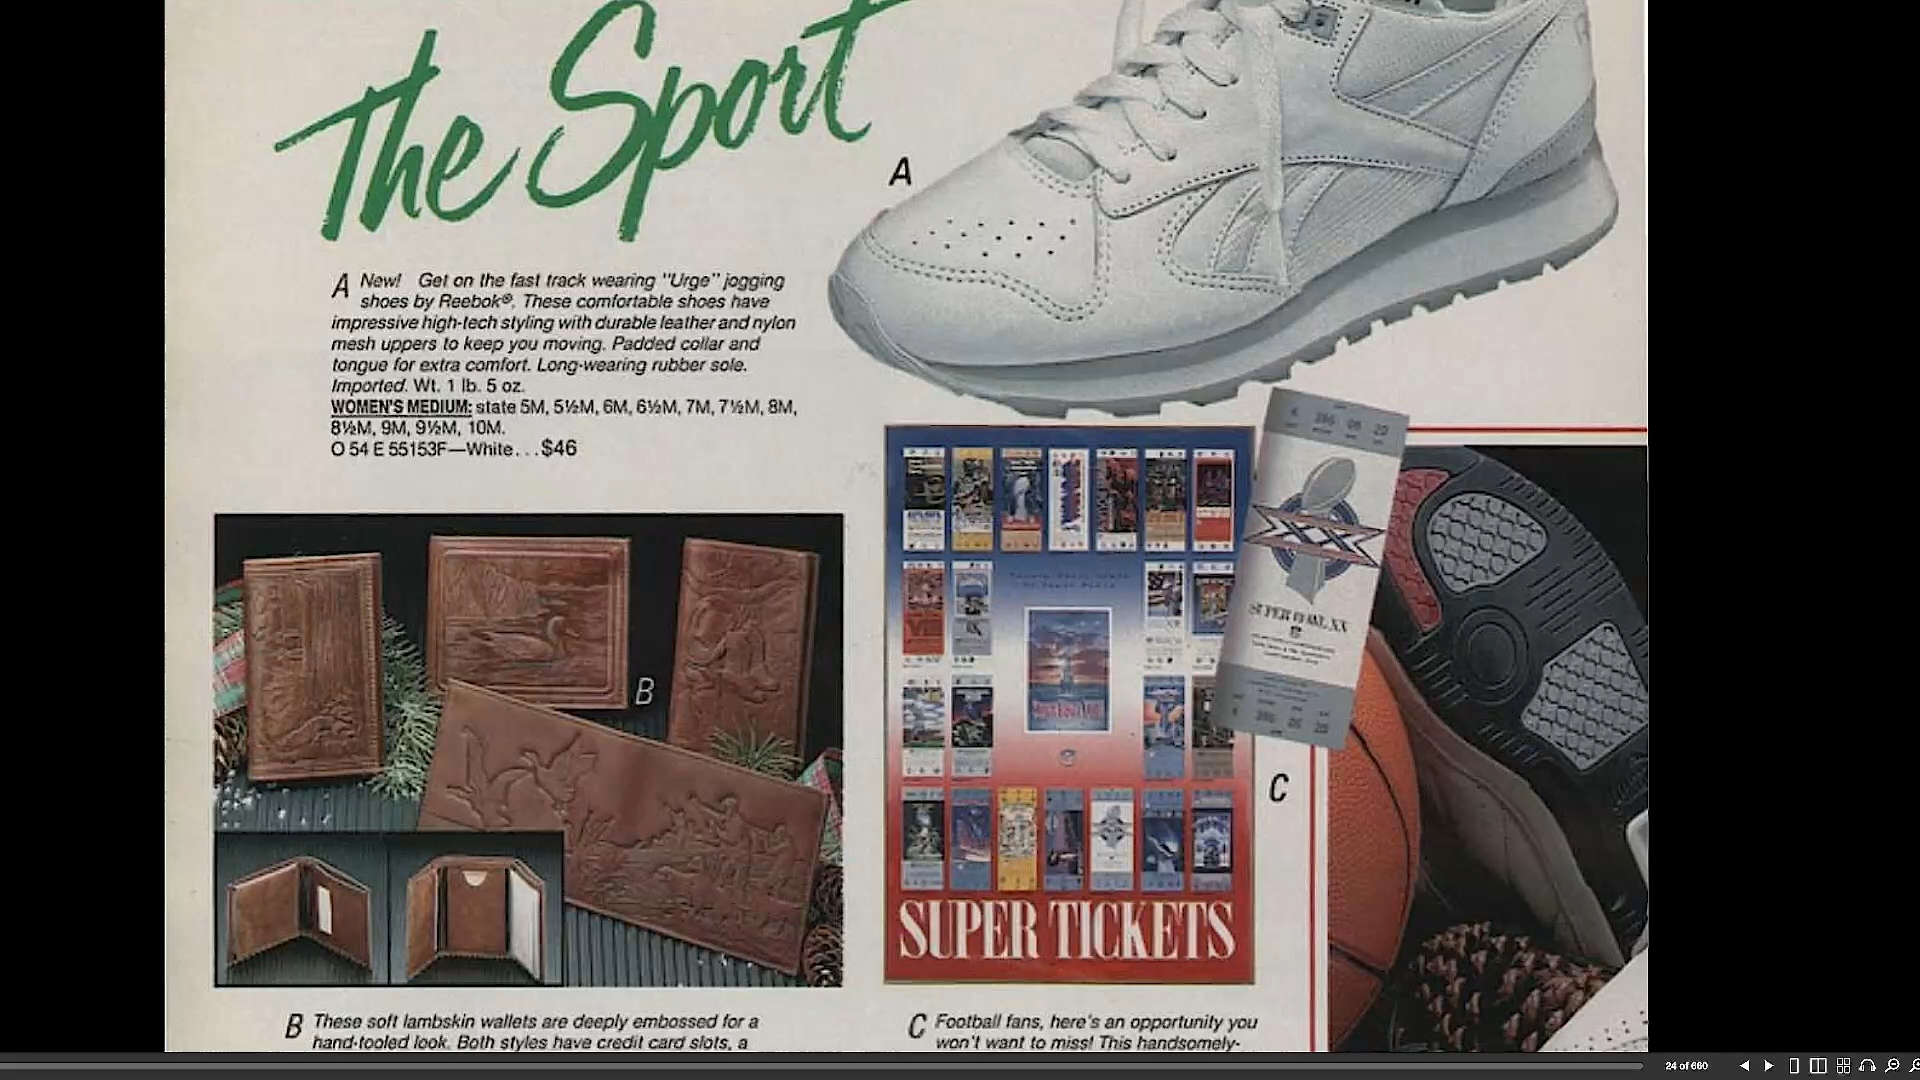 The Sport
A
A New! Get on the fast track wearing "Urge" jogging
shoes by Reebok®. These comfortable shoes have
impressive high-tech styling with durable leather and nylon
mesh uppers to keep you moving. Padded collar and
tongue for extra comfort. Long-wearing rubber sole.
Imported. Wt. 1 lb. 5 oz.
WOMEN'S MEDIUM: state 5M, 5½M, 6M, 6½M, 7M, 7½M, 8M,
8½M, 9M, 9½M, 10M.
O 54 E 55153F—White...$46
B
XX
SUPER BOWL XX
C
SUPER TICKETS
B These soft lambskin wallets are deeply embossed for a
hand-tooled look. Both styles have credit card slots, a
C Football fans, here's an opportunity you
won't want to miss! This handsomely-
24 of 660